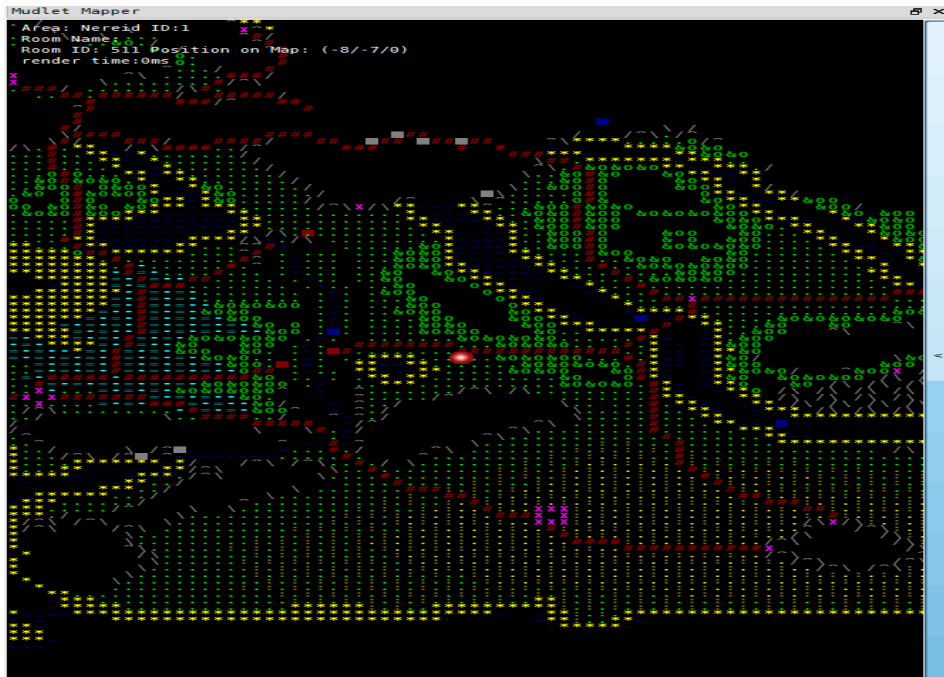 Mudlet Mapper
Area: Nereid ID:1
Room Name:
Room ID: 511 Position on Map: (-8/-7/0)
render time:0ms